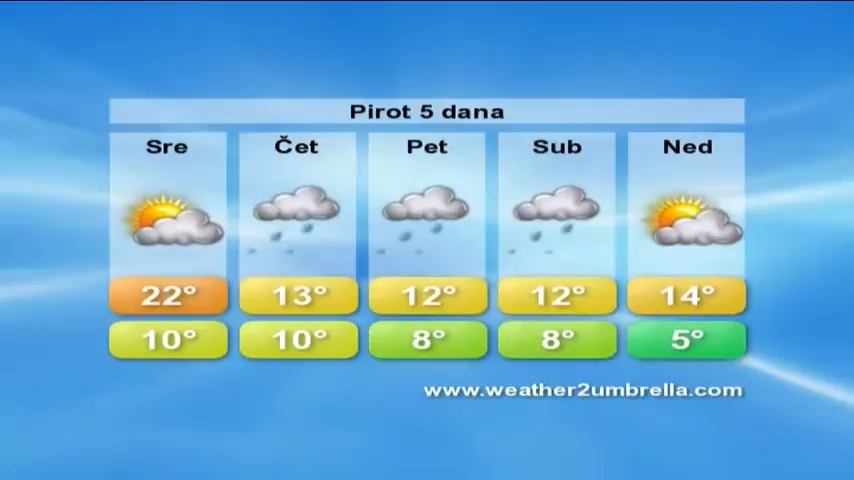 Pirot 5 dana
Sre Čet Pet Sub Ned
22° 13° 12° 12° 14°
10° 10° 8° 8° 5°
www.weather2umbrella.com